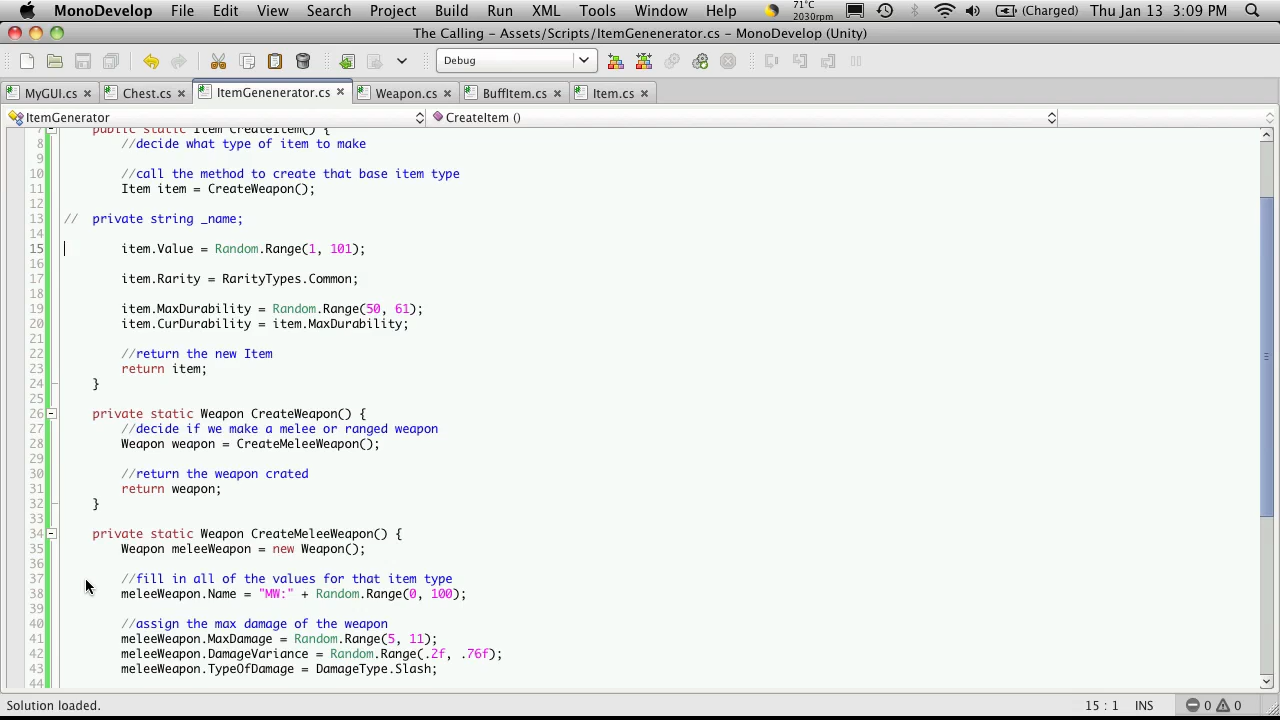 MonoDevelop File Edit View Search Project Build Run XML Tools Window Help 71°C 2030rpm (Charged) Thu Jan 13 3:09 PM
The Calling – Assets/Scripts/ItemGenenerator.cs – MonoDevelop (Unity)
Debug
MyGUI.cs Chest.cs ItemGenenerator.cs Weapon.cs BuffItem.cs Item.cs
ItemGenerator CreateItem ()
7 public static Item CreateItem() {
8 //decide what type of item to make
9
10 //call the method to create that base item type
11 Item item = CreateWeapon();
12
13 // private string _name;
14
15 item.Value = Random.Range(1, 101);
16
17 item.Rarity = RarityTypes.Common;
18
19 item.MaxDurability = Random.Range(50, 61);
20 item.CurDurability = item.MaxDurability;
21
22 //return the new Item
23 return item;
24 }
25
26 private static Weapon CreateWeapon() {
27 //decide if we make a melee or ranged weapon
28 Weapon weapon = CreateMeleeWeapon();
29
30 //return the weapon crated
31 return weapon;
32 }
33
34 private static Weapon CreateMeleeWeapon() {
35 Weapon meleeWeapon = new Weapon();
36
37 //fill in all of the values for that item type
38 meleeWeapon.Name = "MW:" + Random.Range(0, 100);
39
40 //assign the max damage of the weapon
41 meleeWeapon.MaxDamage = Random.Range(5, 11);
42 meleeWeapon.DamageVariance = Random.Range(.2f, .76f);
43 meleeWeapon.TypeOfDamage = DamageType.Slash;
44
Solution loaded. 15 : 1 INS 0 0